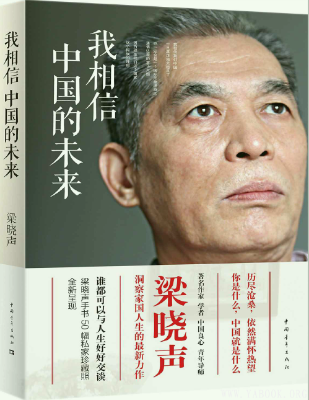 我相信
中国的未来
我相信 中国的未来
梁晓声
中国青年出版社
历尽沧桑，依然满怀热望
你是什么，中国就是什么
著名作家 学者 中国良心 青年导师
梁晓声
洞察家国人生的最新力作
谁都可以与人生好好交谈
梁晓声手书 50幅私家珍藏照
全新呈现
中国青年出版社